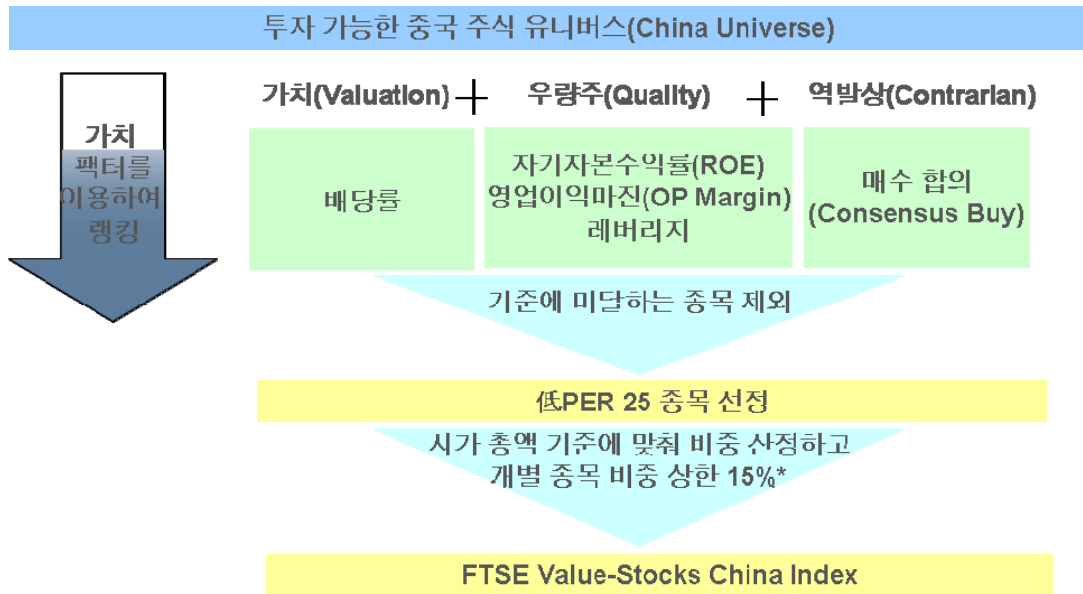 투자 가능한 중국 주식 유니버스(China Universe)
가치
팩터를
이용하여
랭킹
가치(Valuation) + 우량주(Quality) + 역발상(Contrarian)
배당률
자기자본수익률(ROE)
영업이익마진(OP Margin)
레버리지
매수 합의
(Consensus Buy)
기준에 미달하는 종목 제외
低PER 25 종목 선정
시가 총액 기준에 맞춰 비중 산정하고
개별 종목 비중 상한 15%*
FTSE Value-Stocks China Index